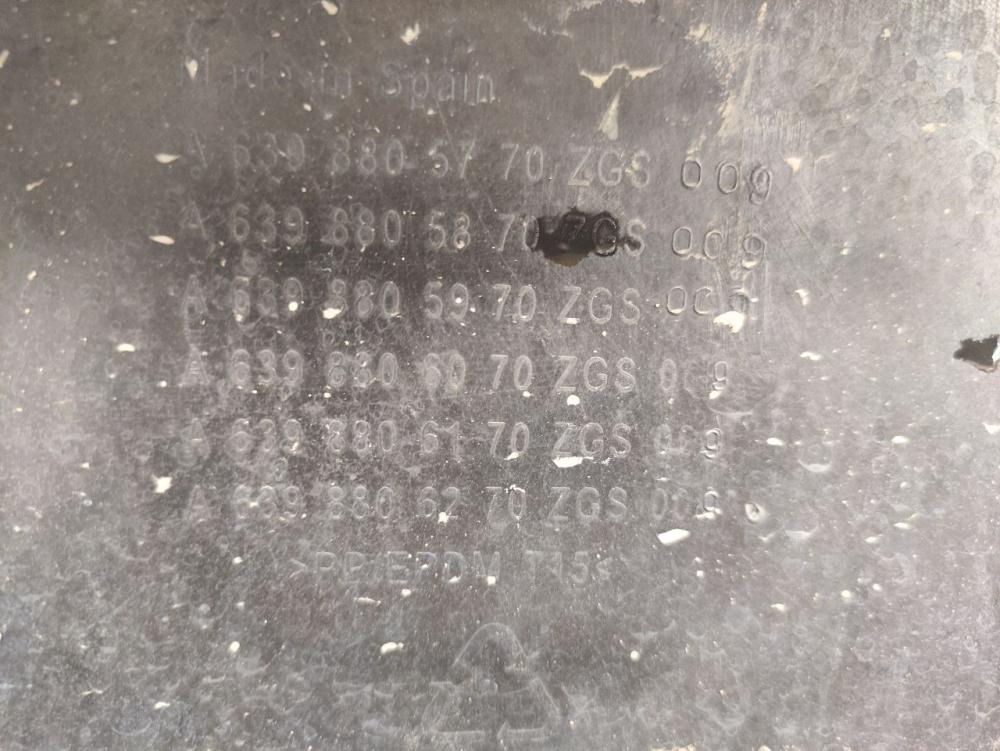 Made in Spain
A 639 880 57 70 ZGS 009
A 639 880 58 70 ZGS 009
A 639 880 59 70 ZGS 009
A 639 880 60 70 ZGS 009
A 639 880 61 70 ZGS 009
A 639 880 62 70 ZGS 009
>PP/EPDM T15<